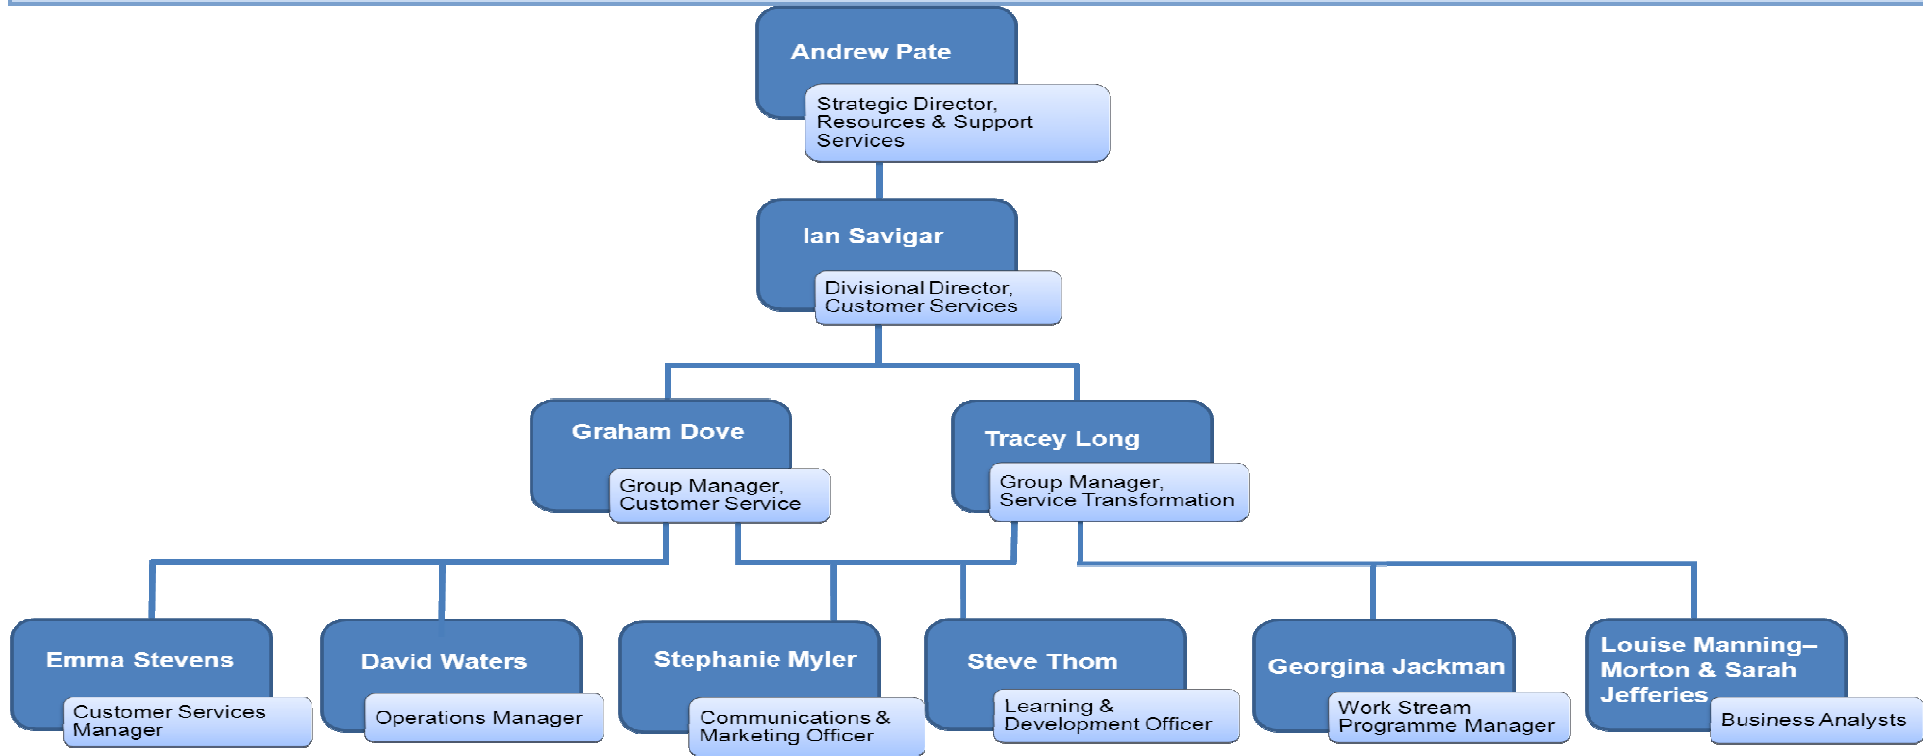 Andrew Pate
Strategic Director,
Resources & Support
Services
Ian Savigar
Divisional Director,
Customer Services
Graham Dove
Group Manager,
Customer Service
Tracey Long
Group Manager,
Service Transformation
Emma Stevens
Customer Services
Manager
David Waters
Operations Manager
Stephanie Myler
Communications &
Marketing Officer
Steve Thom
Learning &
Development Officer
Georgina Jackman
Work Stream
Programme Manager
Louise Manning–
Morton & Sarah
Jefferies
Business Analysts